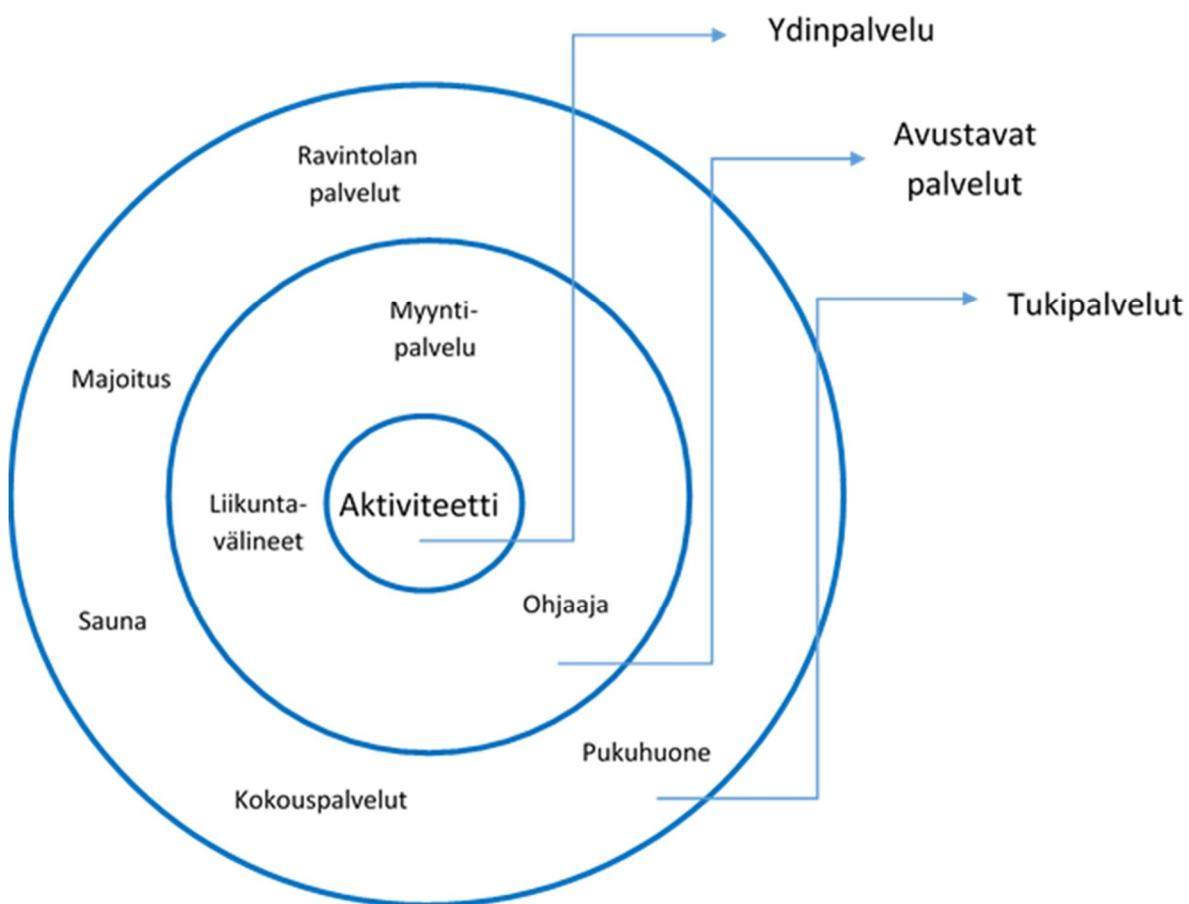 Ydinpalvelu
Avustavat
palvelut
Ravintolan
palvelut
Tukipalvelut
Myynti-
palvelu
Majoitus
Liikunta-
välineet
Aktiviteetti
Ohjaaja
Sauna
Pukuhuone
Kokouspalvelut